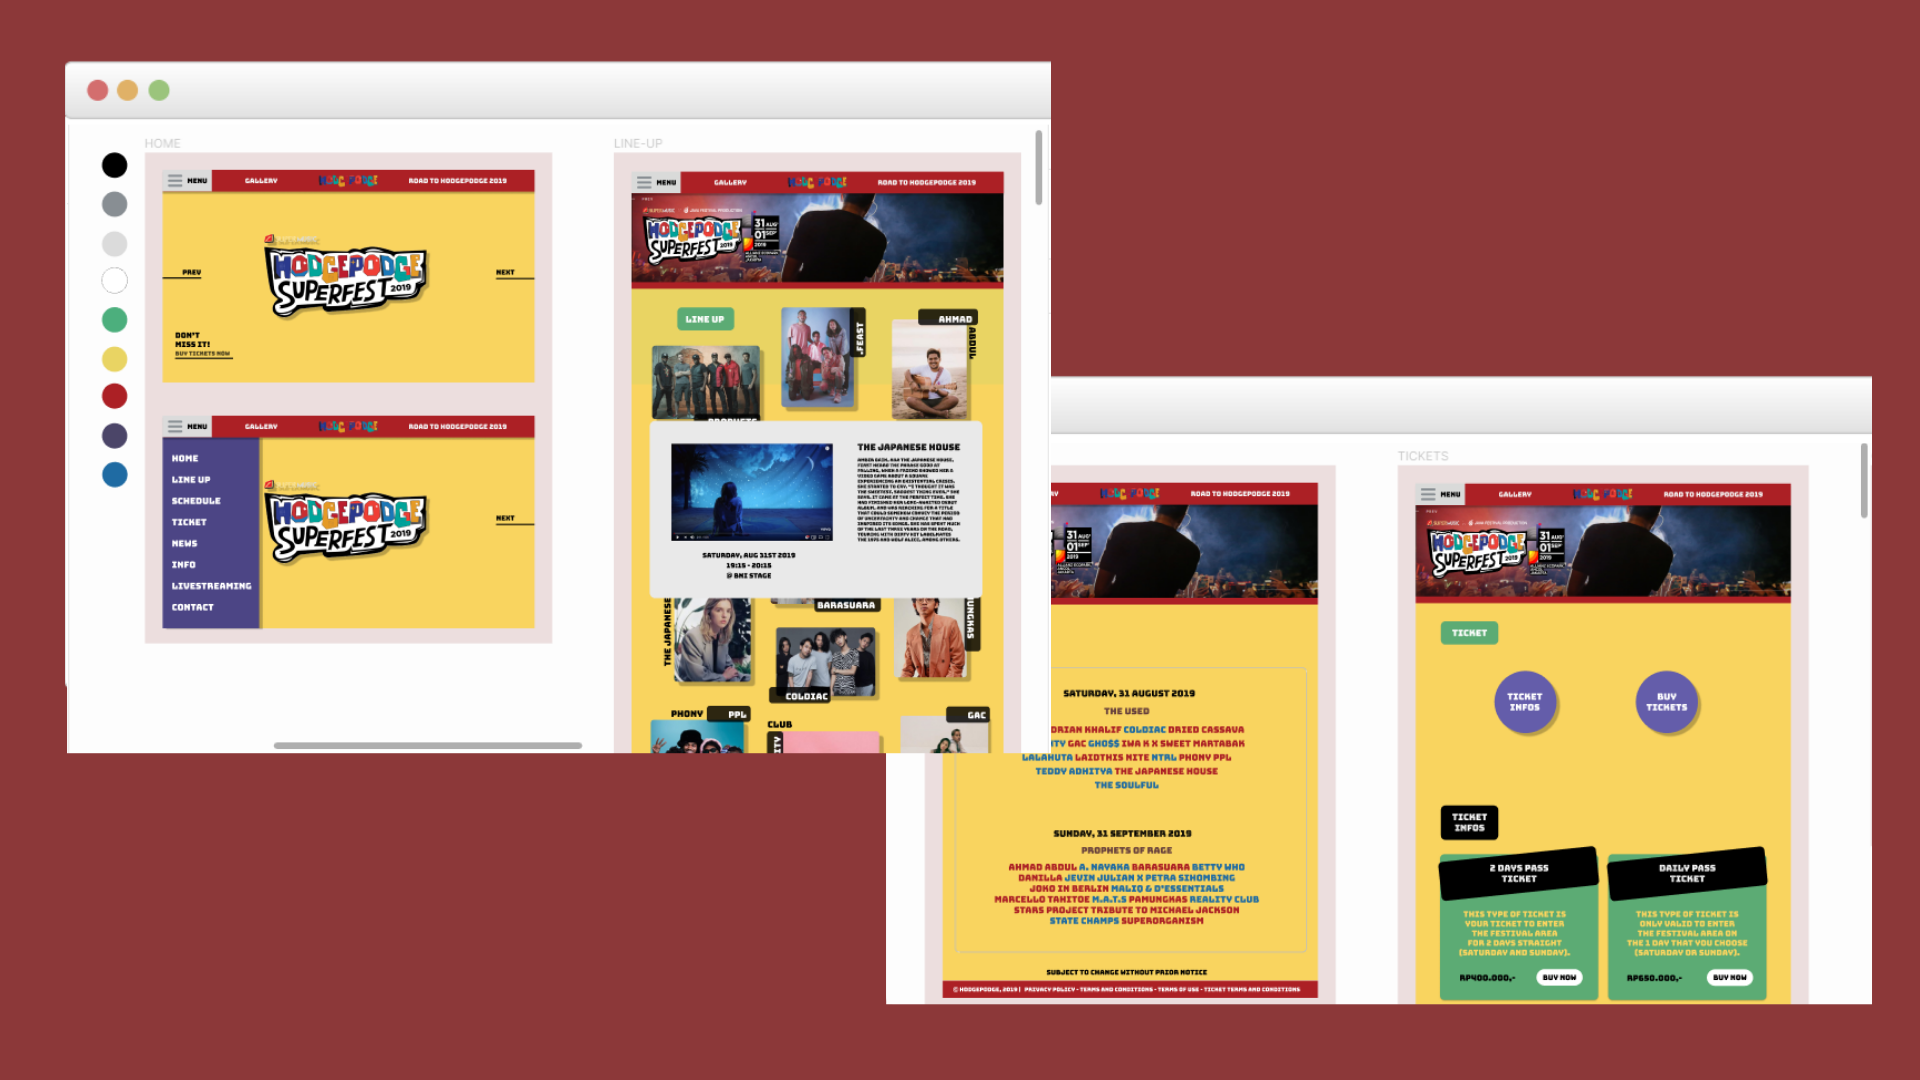 HOME
MENU
GALLERY
HODGEPODGE
ROAD TO HODGEPODGE 2019
HODGEPODGE
SUPERFEST
2019
PREV
NEXT
DON'T
MISS IT!
BUY TICKETS NOW
MENU
GALLERY
HODGEPODGE
ROAD TO HODGEPODGE 2019
HOME
LINE UP
SCHEDULE
TICKET
NEWS
INFO
LIVESTREAMING
CONTACT
HODGEPODGE
SUPERFEST
2019
NEXT
LINE-UP
MENU
GALLERY
HODGEPODGE
ROAD TO HODGEPODGE 2019
PREV
HODGEPODGE
SUPERFEST
2019
31 AUG
01 SEP
2019
LINE UP
.FEAST
AHMAD
ABDUL
PROPHETS
THE JAPANESE HOUSE
SATURDAY, AUG 31ST 2019
19:15 - 20:15
@ BNI STAGE
THE JAPANESE
BARASUARA
COLDIAC
PHONY PPL
CLUB
GAC
HODGEPODGE
ROAD TO HODGEPODGE 2019
31 AUG
01 SEP
2019
SATURDAY, 31 AUGUST 2019
THE USED
KHALIF COLDIAC DRIED CASSAVA
GAC GHO$$ IWA K X SWEET MARTABAK
LALAHUTA LAIDTHIS NITE NTRL PHONY PPL
TEDDY ADHITYA THE JAPANESE HOUSE
THE SOULFUL
SUNDAY, 31 SEPTEMBER 2019
PROPHETS OF RAGE
AHMAD ABDUL A. NAYAKA BARASUARA BETTY WHO
DANILLA JEVIN JULIAN X PETRA SIHOMBING
JOKO IN BERLIN MALIQ & D'ESSENTIALS
MARCELLO TAHITOE M.A.T.S PAMUNGKAS REALITY CLUB
STARS PROJECT TRIBUTE TO MICHAEL JACKSON
STATE CHAMPS SUPERORGANISM
SUBJECT TO CHANGE WITHOUT PRIOR NOTICE
© HODGEPODGE, 2019 | PRIVACY POLICY - TERMS AND CONDITIONS - TERMS OF USE - TICKET TERMS AND CONDITIONS
TICKETS
MENU
GALLERY
HODGEPODGE
ROAD TO HODGEPODGE 2019
PREV
HODGEPODGE
SUPERFEST
2019
31 AUG
01 SEP
2019
TICKET
TICKET
INFOS
BUY
TICKETS
TICKET
INFOS
2 DAYS PASS
TICKET
THIS TYPE OF TICKET IS
YOUR TICKET TO ENTER
THE FESTIVAL AREA
FOR 2 DAYS STRAIGHT
(SATURDAY AND SUNDAY).
RP400.000,-
BUY NOW
DAILY PASS
TICKET
THIS TYPE OF TICKET IS
ONLY VALID TO ENTER
THE FESTIVAL AREA ON
THE 1 DAY THAT YOU CHOOSE
(SATURDAY OR SUNDAY).
RP650.000,-
BUY NOW